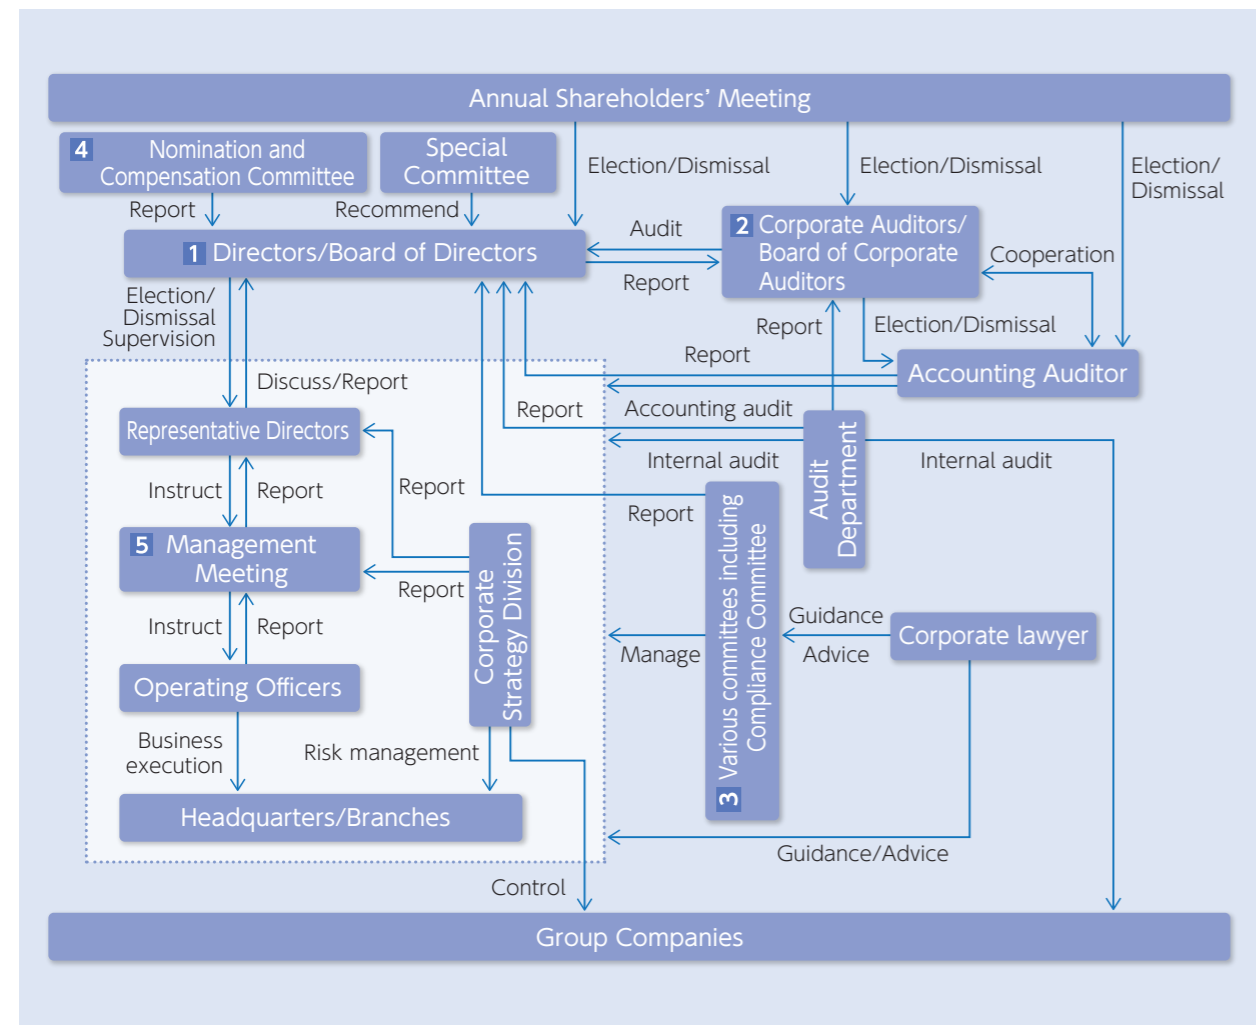 Annual Shareholders' Meeting
4 Nomination and
Compensation Committee
Special
Committee
Election/Dismissal
Election/Dismissal
Election/
Dismissal
Report
Recommend
1 Directors/Board of Directors
Audit
Report
2 Corporate Auditors/
Board of Corporate
Auditors
Cooperation
Election/
Dismissal
Supervision
Discuss/Report
Report
Election/Dismissal
Report
Accounting Auditor
Report
Accounting audit
Representative Directors
Internal audit
Internal audit
Audit
Department
Instruct
Report
Report
Report
5 Management
Meeting
Report
Corporate
Strategy Division
3 Various committees including
Compliance Committee
Instruct
Report
Manage
Guidance
Advice
Corporate lawyer
Operating Officers
Business
execution
Risk management
Headquarters/Branches
Guidance/Advice
Control
Group Companies